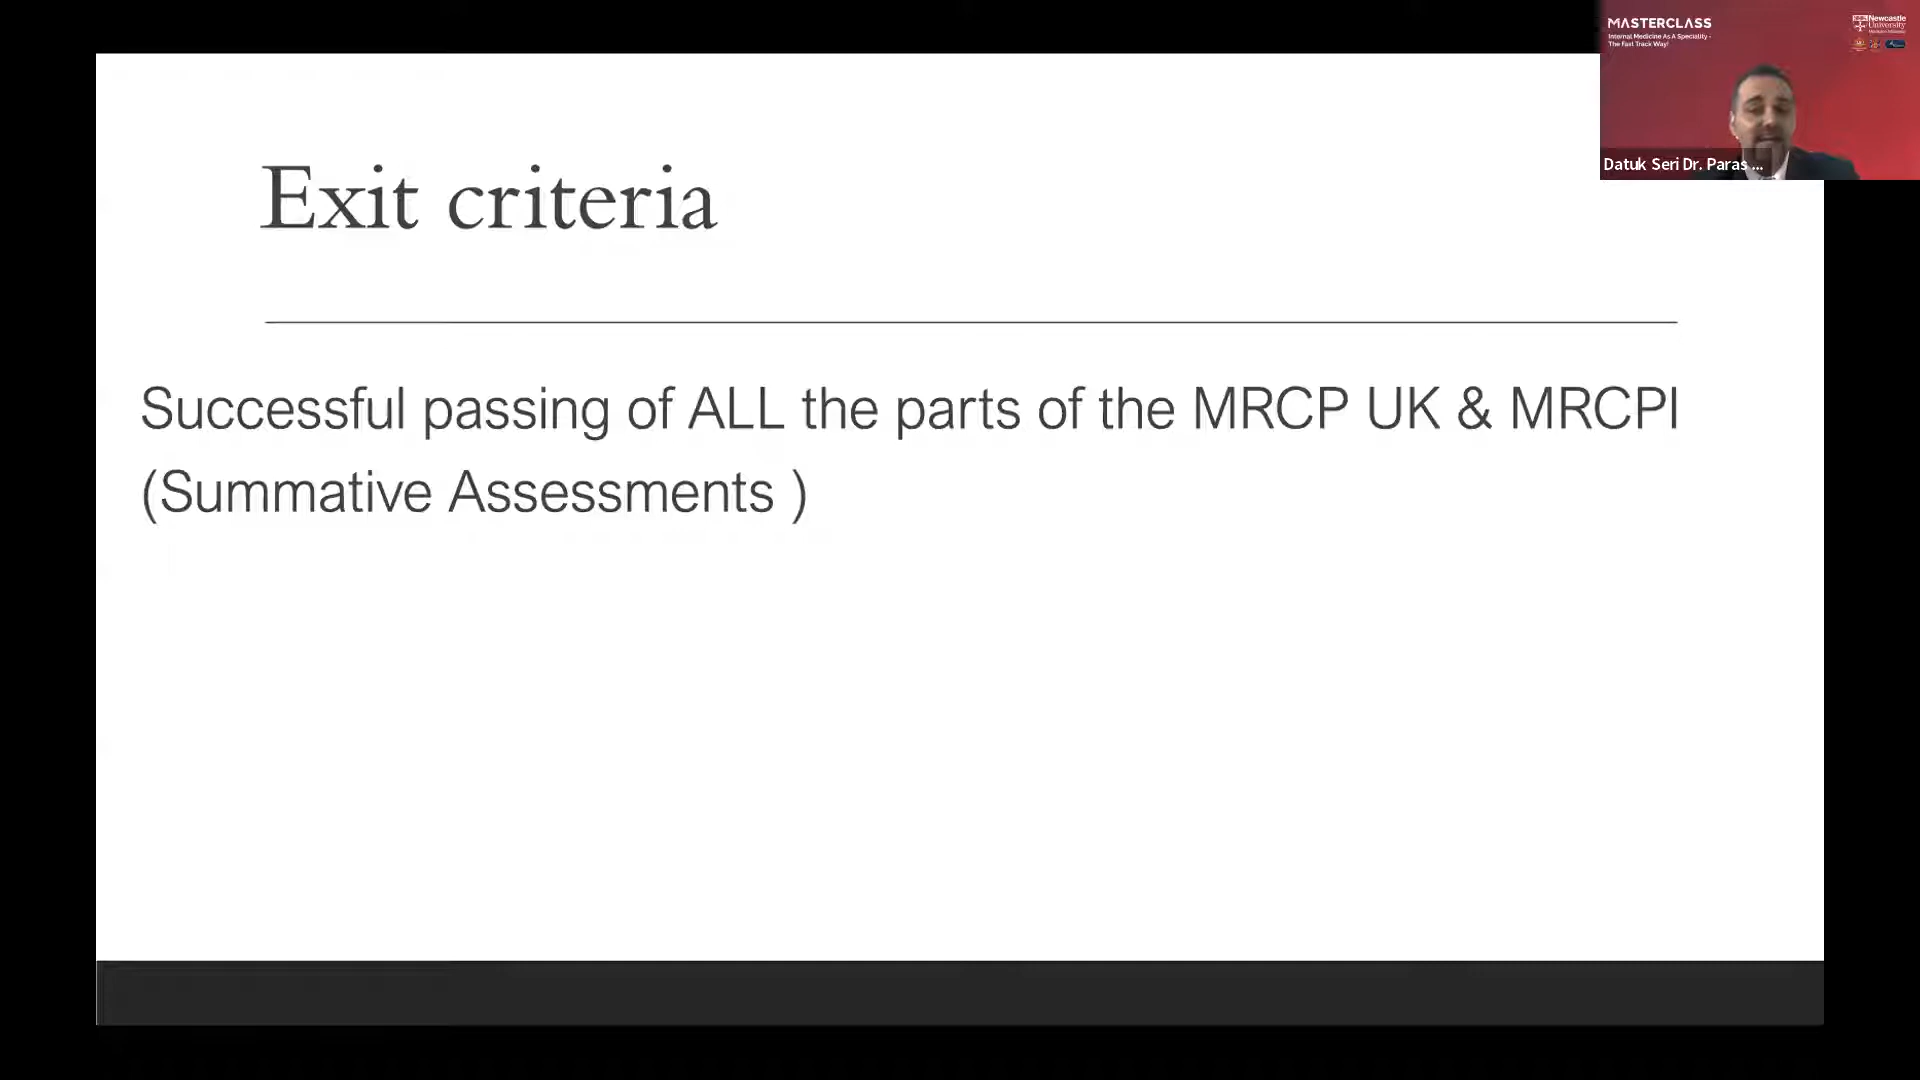 MASTERCLASS
Internal Medicine As A Speciality -
The Fast Track Way!
Newcastle
University
Datuk Seri Dr. Paras ...
Exit criteria
Successful passing of ALL the parts of the MRCP UK & MRCPI
(Summative Assessments )